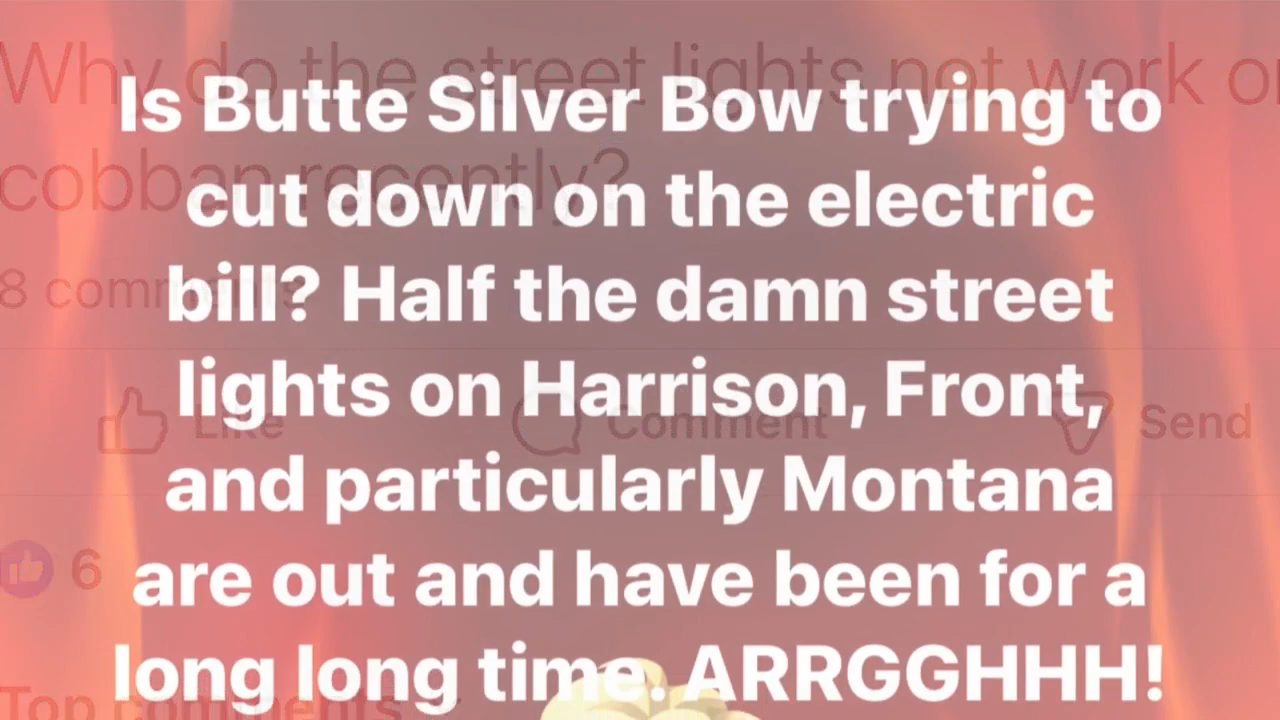 Why do the street lights not work
Is Butte Silver Bow trying to
cobban recently?
cut down on the electric
8 comments
bill? Half the damn street
lights on Harrison, Front,
Like
Comment
Send
and particularly Montana
6
are out and have been for a
long long time. ARRGGHHH!
Top comments